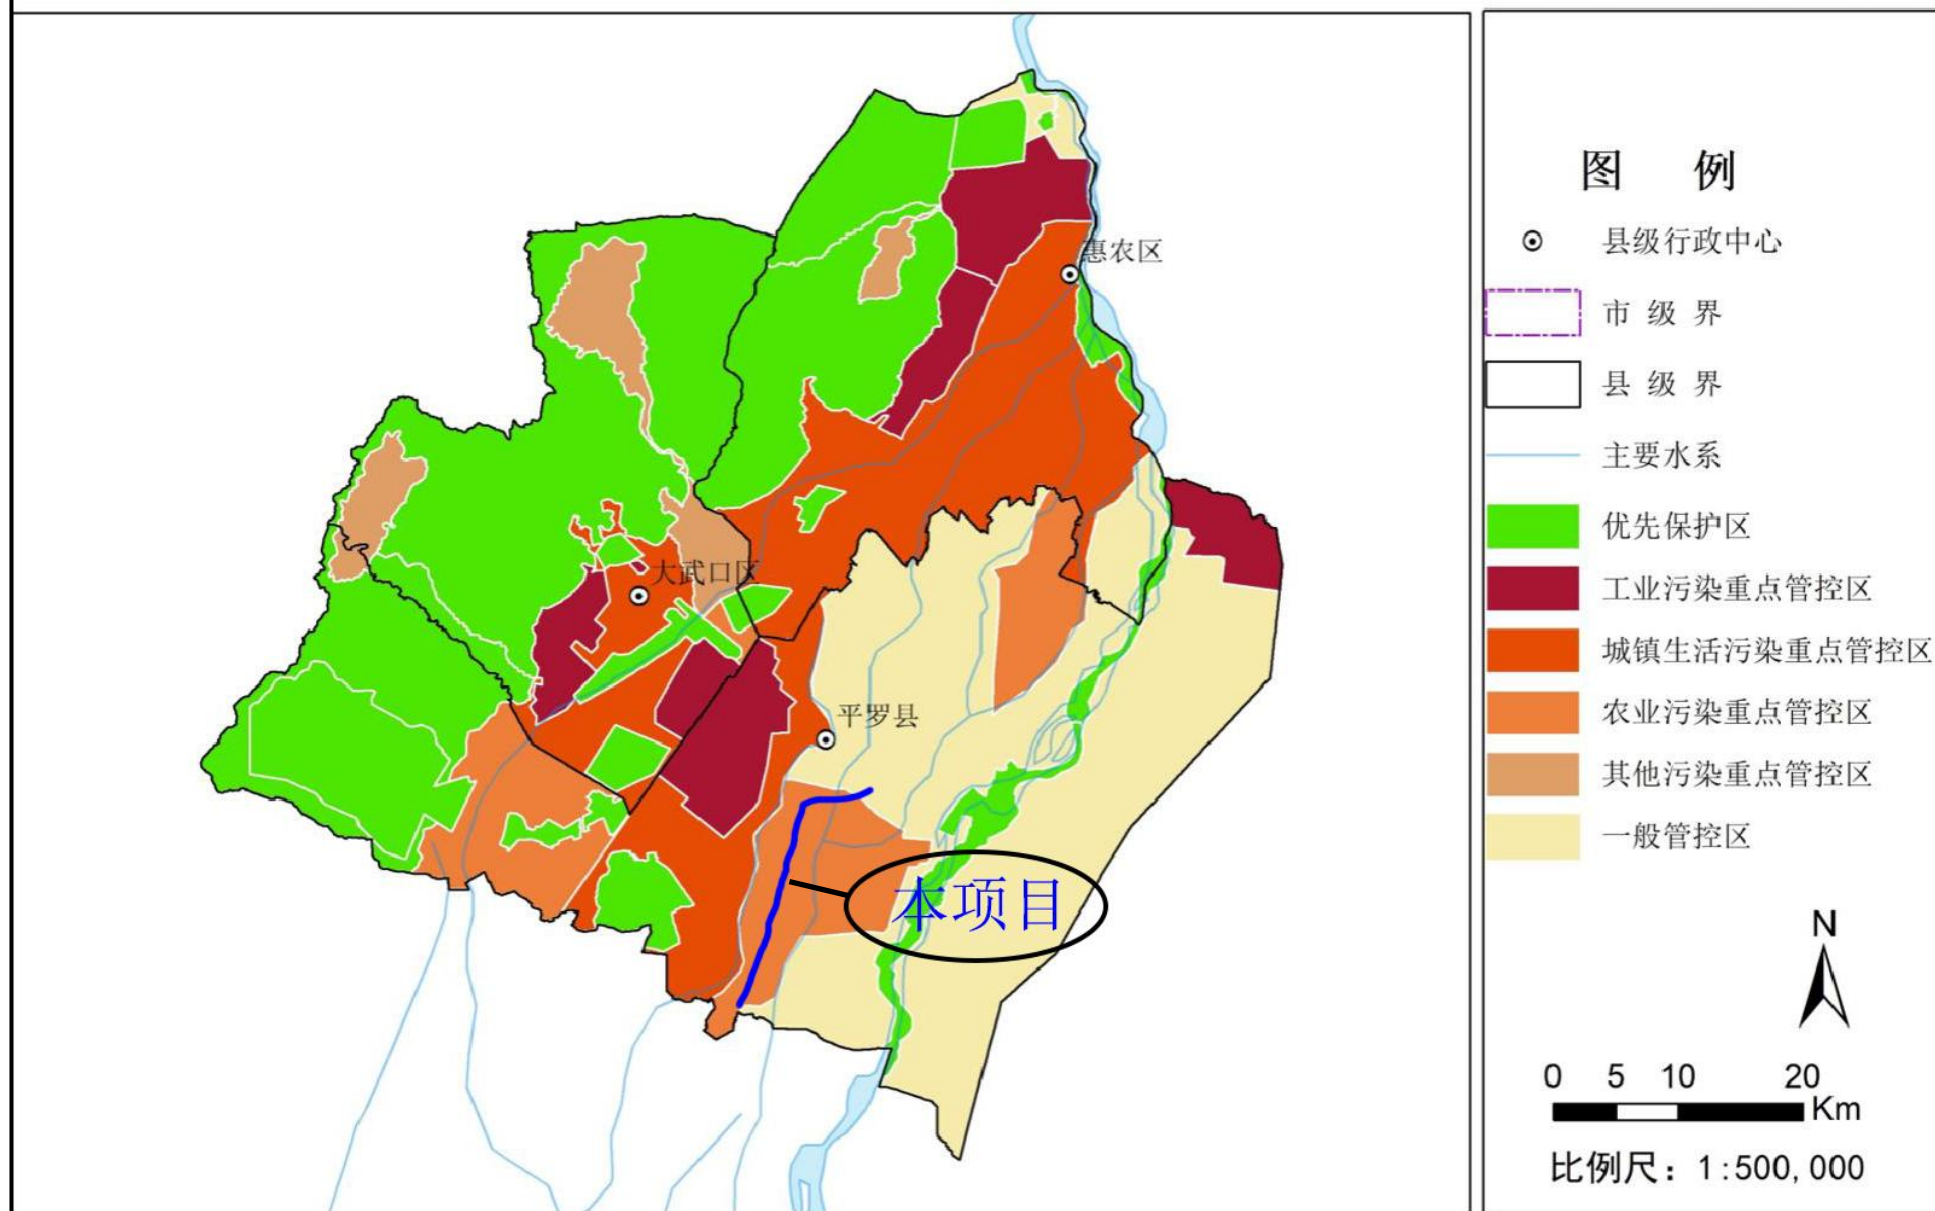 惠农区
大武口区
平罗县
本项目
图 例
县级行政中心
市 级 界
县 级 界
主要水系
优先保护区
工业污染重点管控区
城镇生活污染重点管控区
农业污染重点管控区
其他污染重点管控区
一般管控区
N
0 5 10 20
Km
比例尺：1:500,000